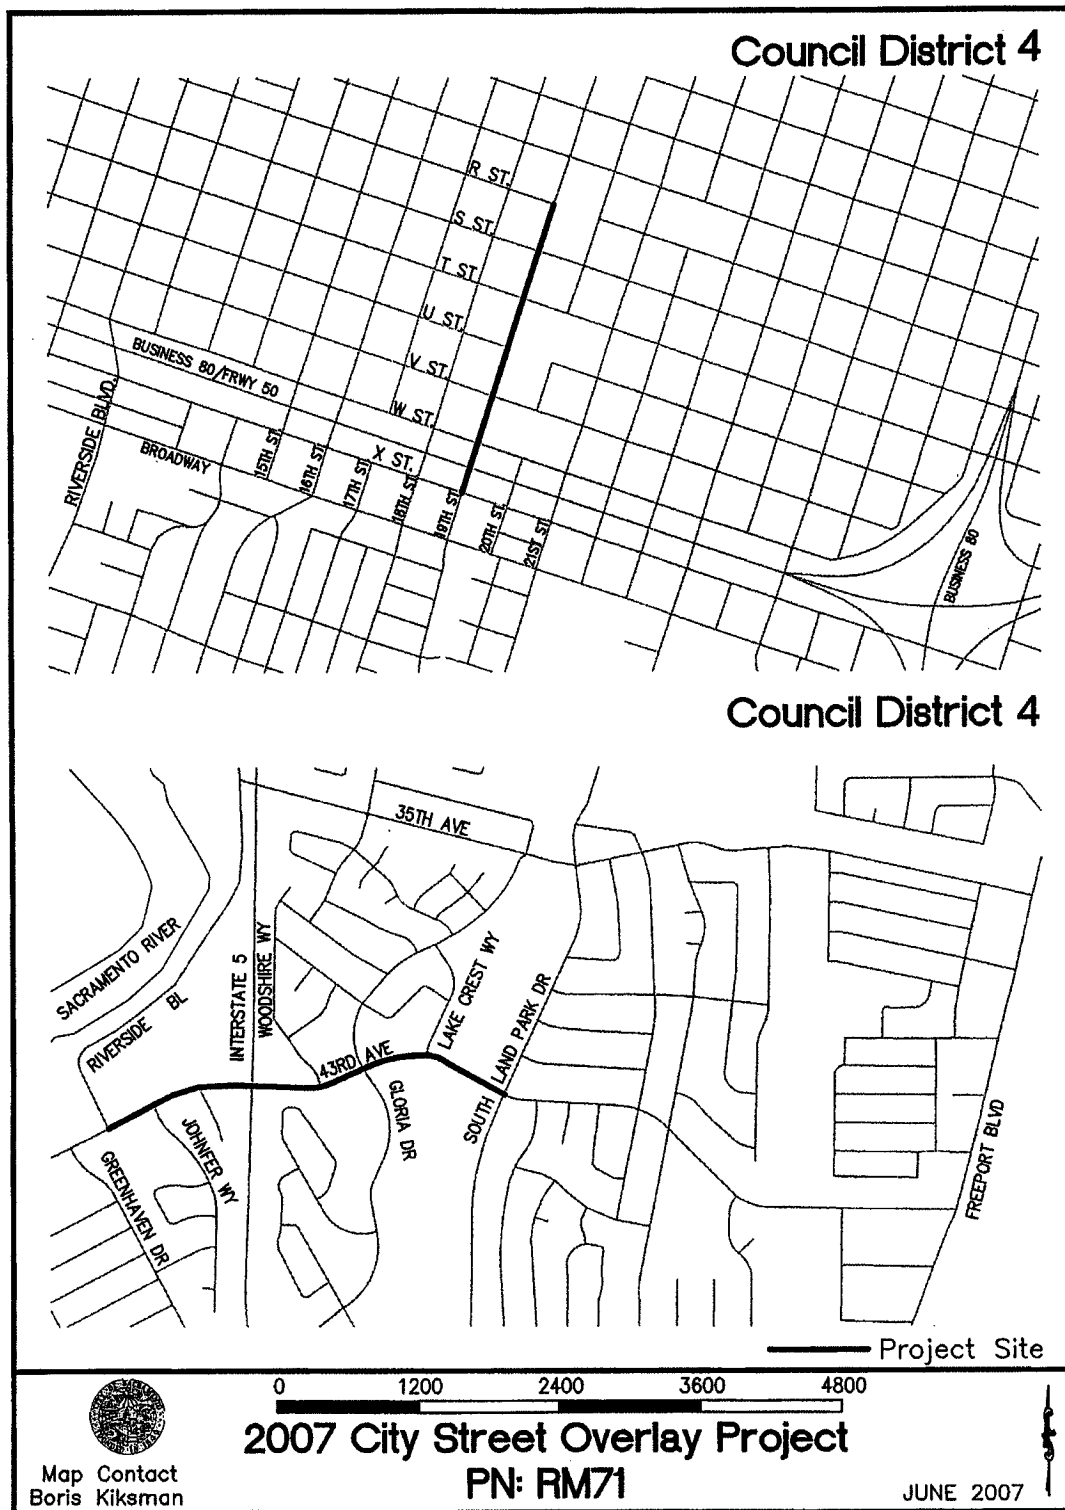 Council District 4
R ST.
S ST.
T ST.
U ST.
V ST.
W ST.
X ST.
BUSINESS 80/FRWY 50
RIVERSIDE BLVD.
BROADWAY
15TH ST.
16TH ST.
17TH ST.
18TH ST.
19TH ST.
20TH ST.
21ST ST.
BUSINESS 80
Council District 4
35TH AVE
SACRAMENTO RIVER
RIVERSIDE BL
INTERSTATE 5
WOODSHIRE WY
LAKE CREST WY
SOUTH LAND PARK DR
43RD AVE
GLORIA DR
JOHNFER WY
GREENHAVEN DR
FREEPORT BLVD
Project Site
0 1200 2400 3600 4800
2007 City Street Overlay Project
PN: RM71
Map Contact
Boris Kiksman
JUNE 2007